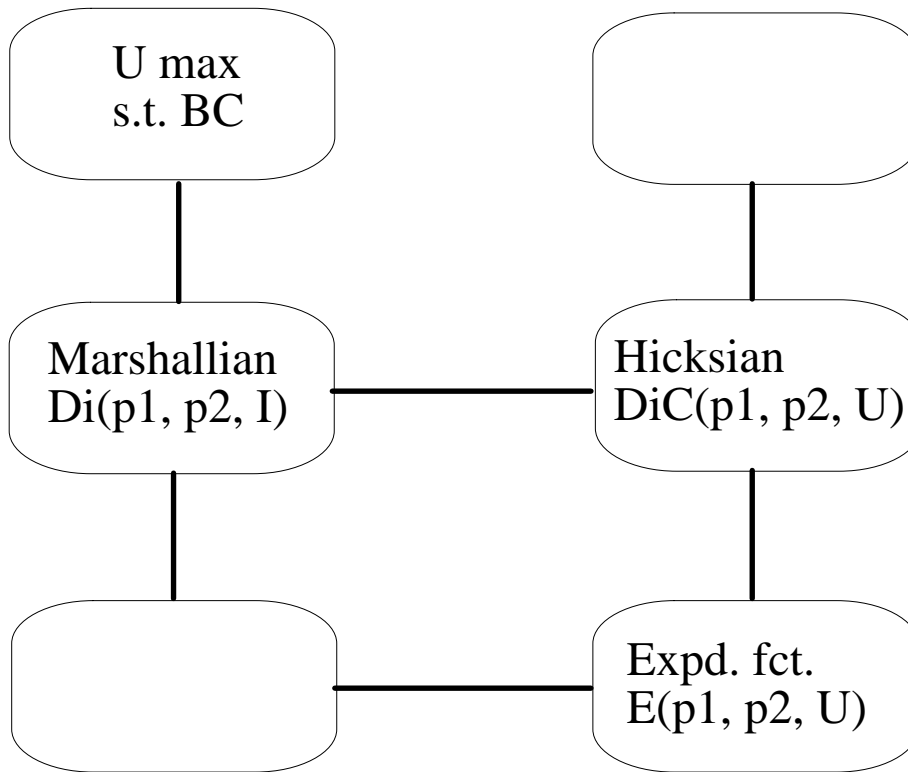 U max
s.t. BC
Marshallian
Di(p1, p2, I)
Hicksian
DiC(p1, p2, U)
Expd. fct.
E(p1, p2, U)